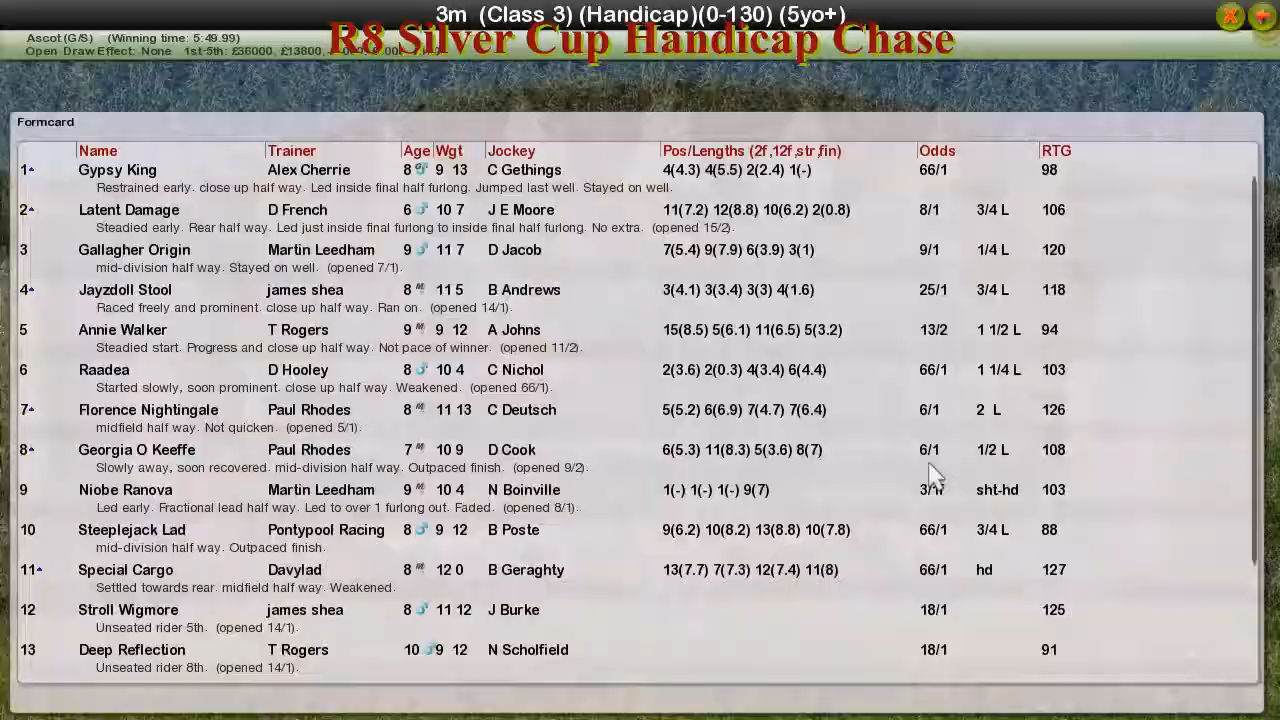 3m (Class 3) (Handicap)(0-130) (5yo+)
R8 Silver Cup Handicap Chase
Ascot(G/S) (Winning time: 5:49.99)
Open Draw Effect: None 1st-5th: £36000, £13800,
Formcard
Name Trainer Age Wgt Jockey Pos/Lengths (2f,12f,str,fin) Odds RTG
1 Gypsy King Alex Cherrie 8 9 13 C Gethings 4(4.3) 4(5.5) 2(2.4) 1(-) 66/1 98
Restrained early. close up half way. Led inside final half furlong. Jumped last well. Stayed on well.
2 Latent Damage D French 6 10 7 J E Moore 11(7.2) 12(8.8) 10(6.2) 2(0.8) 8/1 3/4 L 106
Steadied early. Rear half way. Led just inside final furlong to inside final half furlong. No extra. (opened 15/2).
3 Gallagher Origin Martin Leedham 9 11 7 D Jacob 7(5.4) 9(7.9) 6(3.9) 3(1) 9/1 1/4 L 120
mid-division half way. Stayed on well. (opened 7/1).
4 Jayzdoll Stool james shea 8 11 5 B Andrews 3(4.1) 3(3.4) 3(3) 4(1.6) 25/1 3/4 L 118
Raced freely and prominent. close up half way. Ran on. (opened 14/1).
5 Annie Walker T Rogers 9 9 12 A Johns 15(8.5) 5(6.1) 11(6.5) 5(3.2) 13/2 1 1/2 L 94
Steadied start. Progress and close up half way. Not pace of winner. (opened 11/2).
6 Raadea D Hooley 8 10 4 C Nichol 2(3.6) 2(0.3) 4(3.4) 6(4.4) 66/1 1 1/4 L 103
Started slowly, soon prominent. close up half way. Weakened. (opened 66/1).
7 Florence Nightingale Paul Rhodes 8 11 13 C Deutsch 5(5.2) 6(6.9) 7(4.7) 7(6.4) 6/1 2 L 126
midfield half way. Not quicken. (opened 5/1).
8 Georgia O Keeffe Paul Rhodes 7 10 9 D Cook 6(5.3) 11(8.3) 5(3.6) 8(7) 6/1 1/2 L 108
Slowly away, soon recovered. mid-division half way. Outpaced finish. (opened 9/2).
9 Niobe Ranova Martin Leedham 9 10 4 N Boinville 1(-) 1(-) 1(-) 9(7) sht-hd 103
Led early. Fractional lead half way. Led to over 1 furlong out. Faded. (opened 8/1).
10 Steeplejack Lad Pontypool Racing 8 9 12 B Poste 9(6.2) 10(8.2) 13(8.8) 10(7.8) 66/1 3/4 L 88
mid-division half way. Outpaced finish.
11 Special Cargo Davylad 8 12 0 B Geraghty 13(7.7) 7(7.3) 12(7.4) 11(8) 66/1 hd 127
Settled towards rear. midfield half way. Weakened.
12 Stroll Wigmore james shea 8 11 12 J Burke 18/1 125
Unseated rider 5th. (opened 14/1).
13 Deep Reflection T Rogers 10 9 12 N Scholfield 18/1 91
Unseated rider 8th. (opened 14/1).